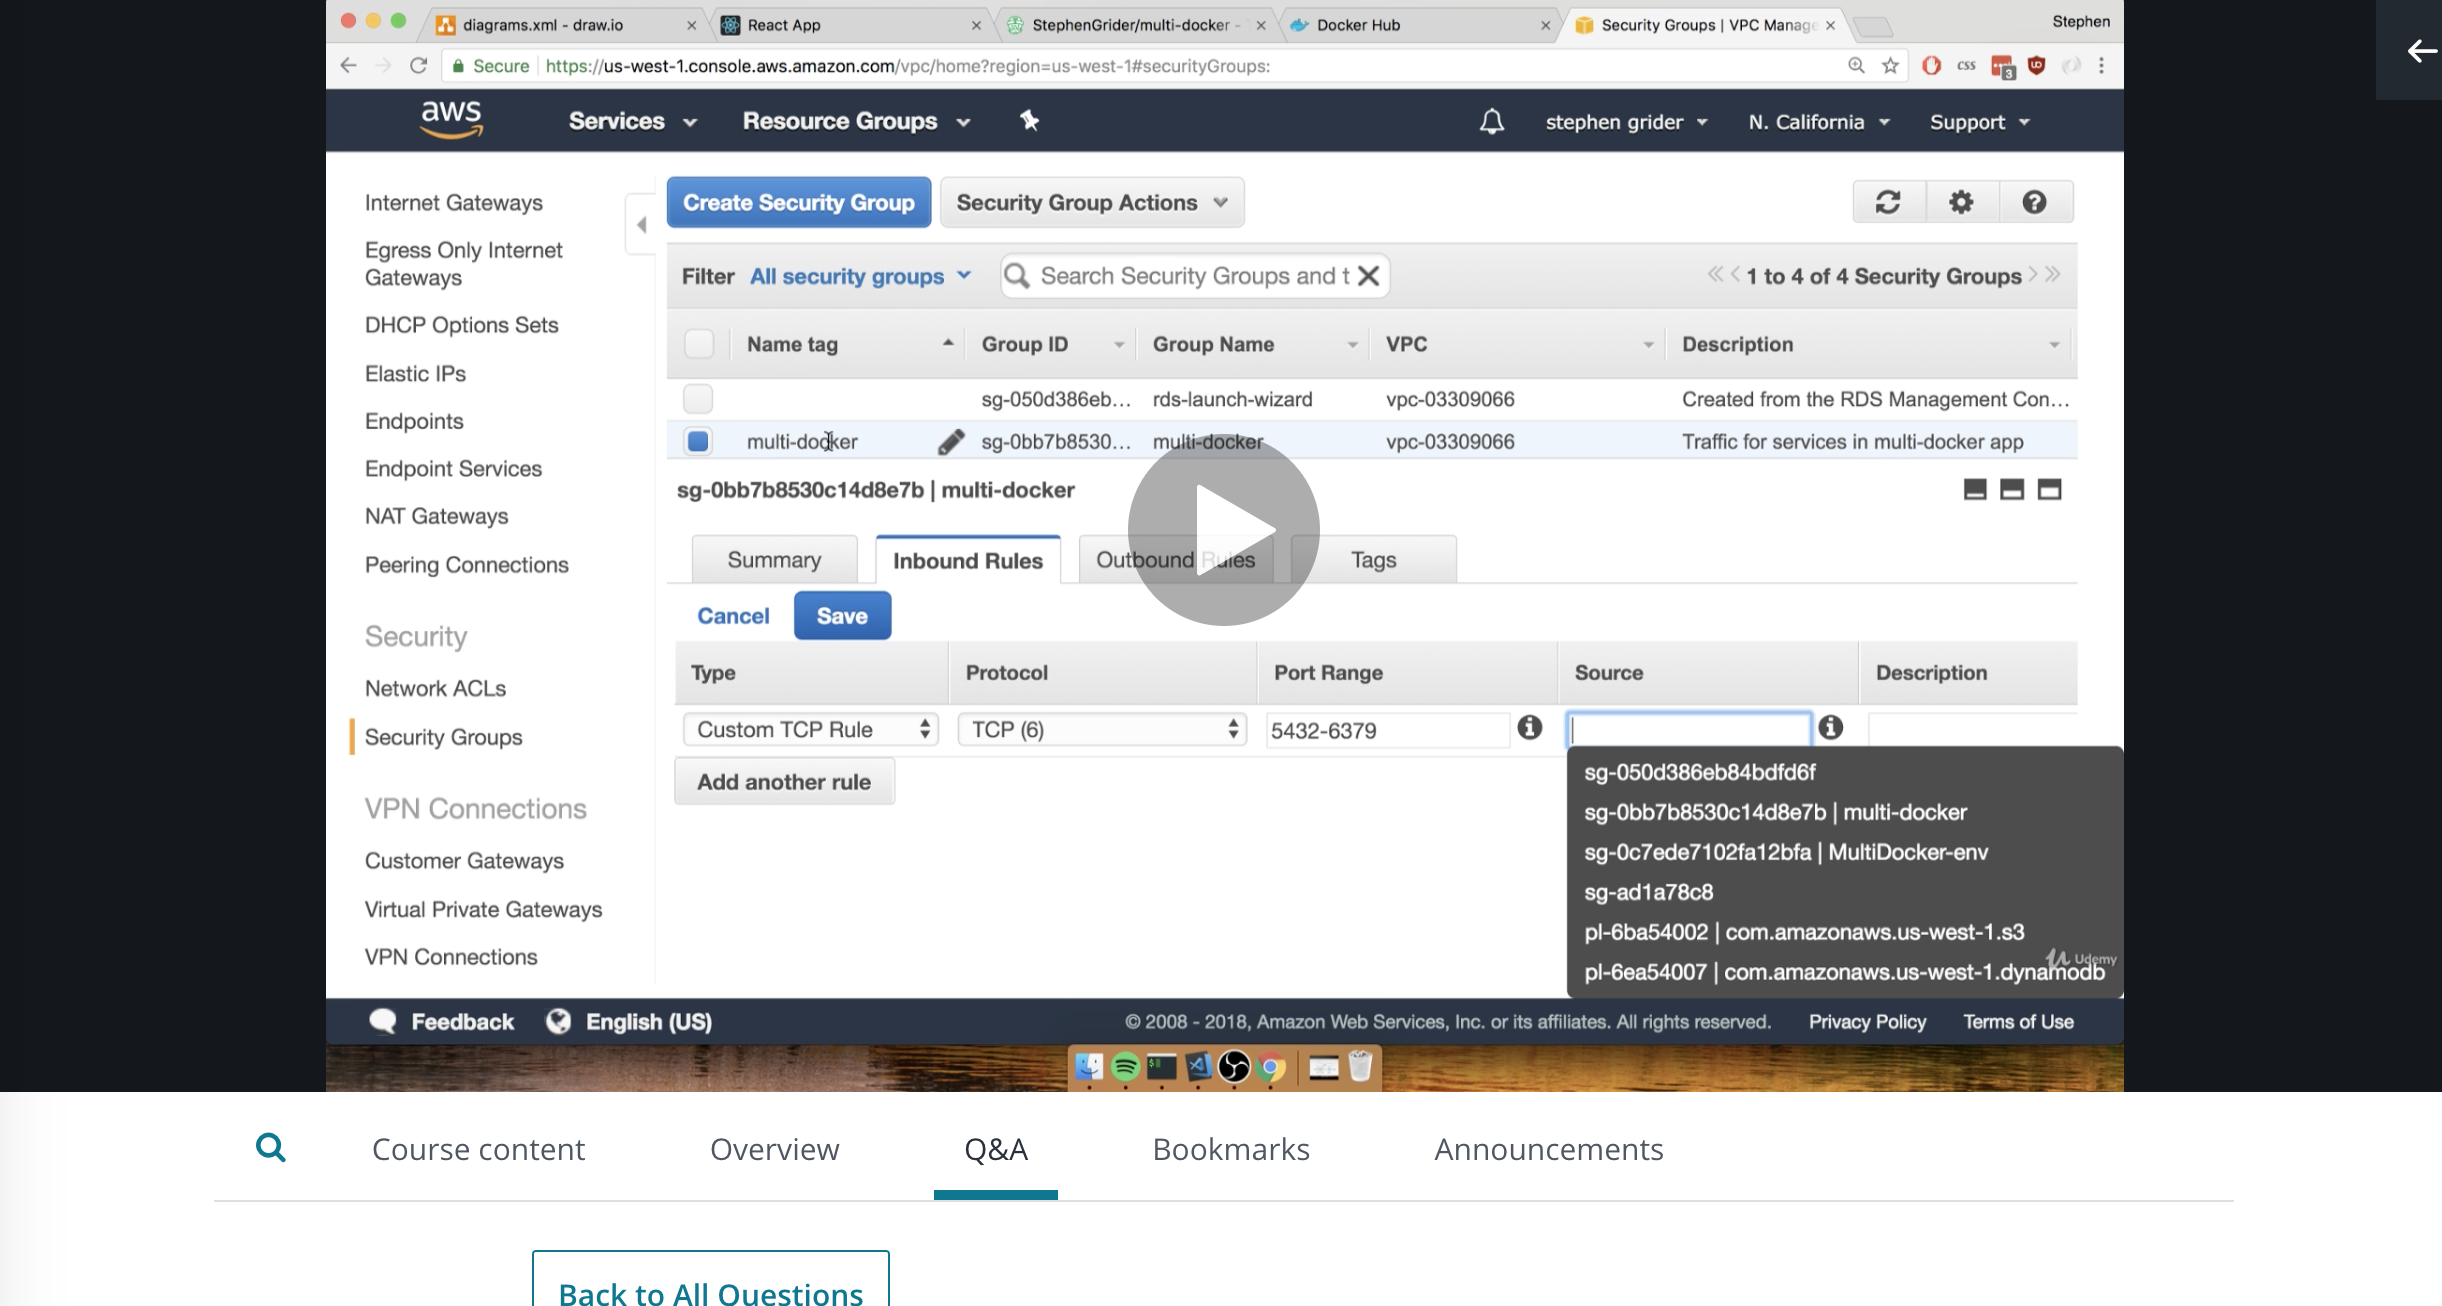 diagrams.xml - draw.io
React App
StephenGrider/multi-docker -
Docker Hub
Security Groups | VPC Manage
Stephen
Secure
https://us-west-1.console.aws.amazon.com/vpc/home?region=us-west-1#securityGroups:
css
3
aws
Services
Resource Groups
stephen grider
N. California
Support
Internet Gateways
Egress Only Internet
Gateways
DHCP Options Sets
Elastic IPs
Endpoints
Endpoint Services
NAT Gateways
Peering Connections
Security
Network ACLs
Security Groups
VPN Connections
Customer Gateways
Virtual Private Gateways
VPN Connections
Create Security Group
Security Group Actions
Filter All security groups
Search Security Groups and t
1 to 4 of 4 Security Groups
Name tag Group ID Group Name VPC Description
sg-050d386eb... rds-launch-wizard vpc-03309066 Created from the RDS Management Con...
multi-docker sg-0bb7b8530... multi-docker vpc-03309066 Traffic for services in multi-docker app
sg-0bb7b8530c14d8e7b | multi-docker
Summary Inbound Rules Outbound Rules Tags
Cancel Save
Type Protocol Port Range Source Description
Custom TCP Rule TCP (6) 5432-6379
Add another rule
sg-050d386eb84bdfd6f
sg-0bb7b8530c14d8e7b | multi-docker
sg-0c7ede7102fa12bfa | MultiDocker-env
sg-ad1a78c8
pl-6ba54002 | com.amazonaws.us-west-1.s3
pl-6ea54007 | com.amazonaws.us-west-1.dynamodb
Udemy
Feedback English (US)
© 2008 - 2018, Amazon Web Services, Inc. or its affiliates. All rights reserved. Privacy Policy Terms of Use
Course content Overview Q&A Bookmarks Announcements
Back to All Questions